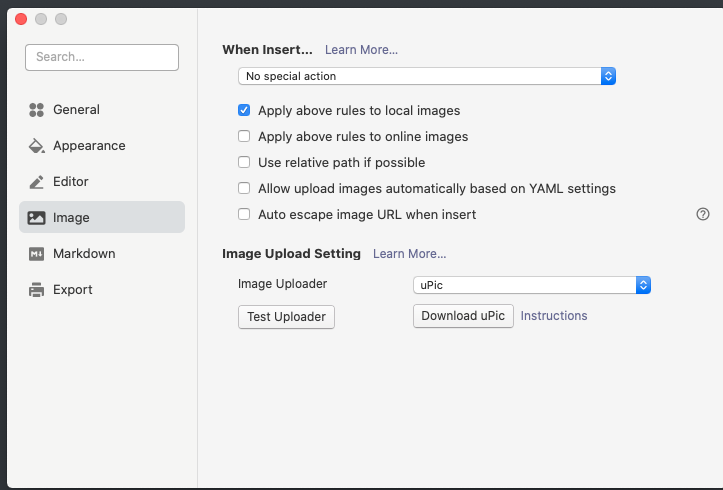 Search...
General
Appearance
Editor
Image
Markdown
Export
When Insert... Learn More...
No special action
Apply above rules to local images
Apply above rules to online images
Use relative path if possible
Allow upload images automatically based on YAML settings
Auto escape image URL when insert
Image Upload Setting Learn More...
Image Uploader uPic
Test Uploader Download uPic Instructions